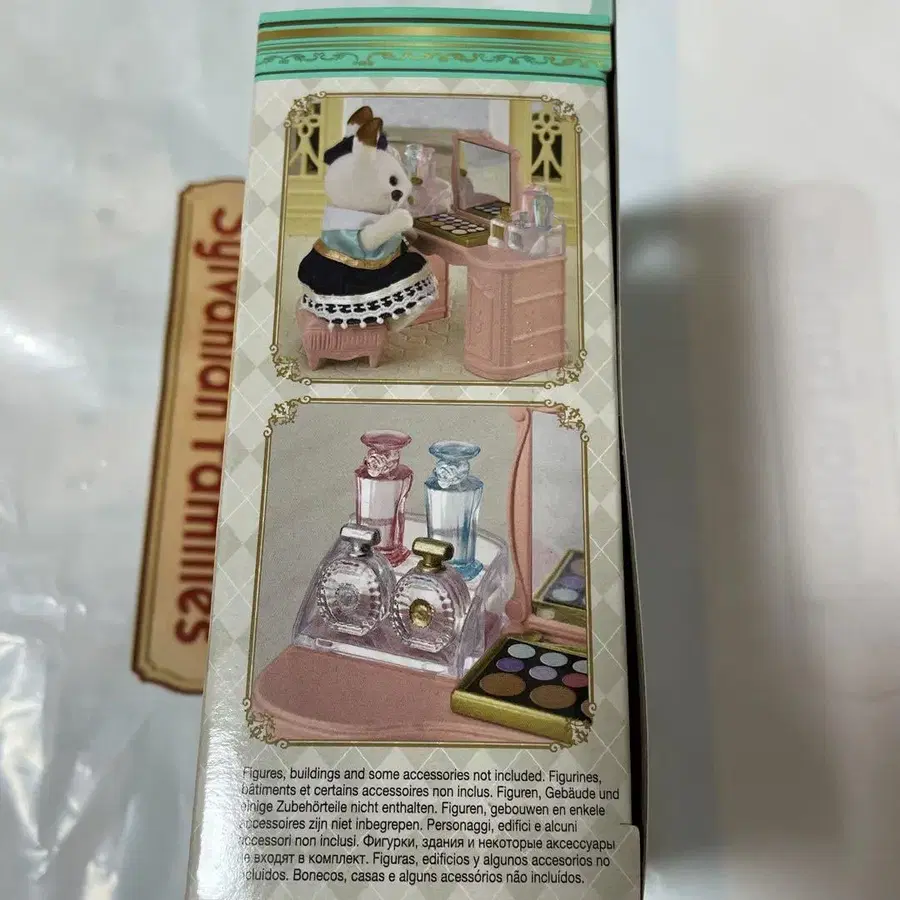 Sylvanian Families
Figures, buildings and some accessories not included. Figurines,
bâtiments et certains accessoires non inclus. Figuren, Gebäude und
einige Zubehörteile nicht enthalten. Figuren, gebouwen en enkele
accessoires zijn niet inbegrepen. Personaggi, edifici e alcuni
accessori non inclusi. Фигурки, здания и некоторые аксессуары
не входят в комплект. Figuras, edificios y algunos accesorios no
incluidos. Bonecos, casas e alguns acessórios não incluídos.